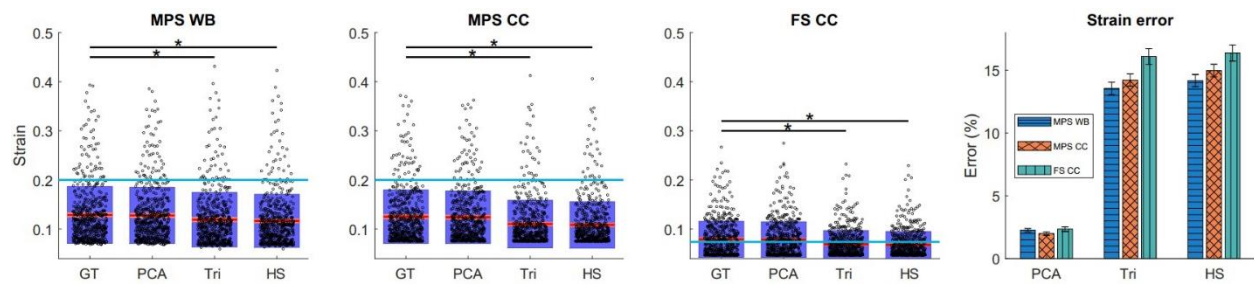 MPS WB
MPS CC
FS CC
Strain error
Strain
0.5
0.4
0.3
0.2
0.1
*
*
GT
PCA
Tri
HS
0.5
0.4
0.3
0.2
0.1
*
*
GT
PCA
Tri
HS
0.5
0.4
0.3
0.2
0.1
*
*
GT
PCA
Tri
HS
Error (%)
15
10
5
0
MPS WB
MPS CC
FS CC
PCA
Tri
HS